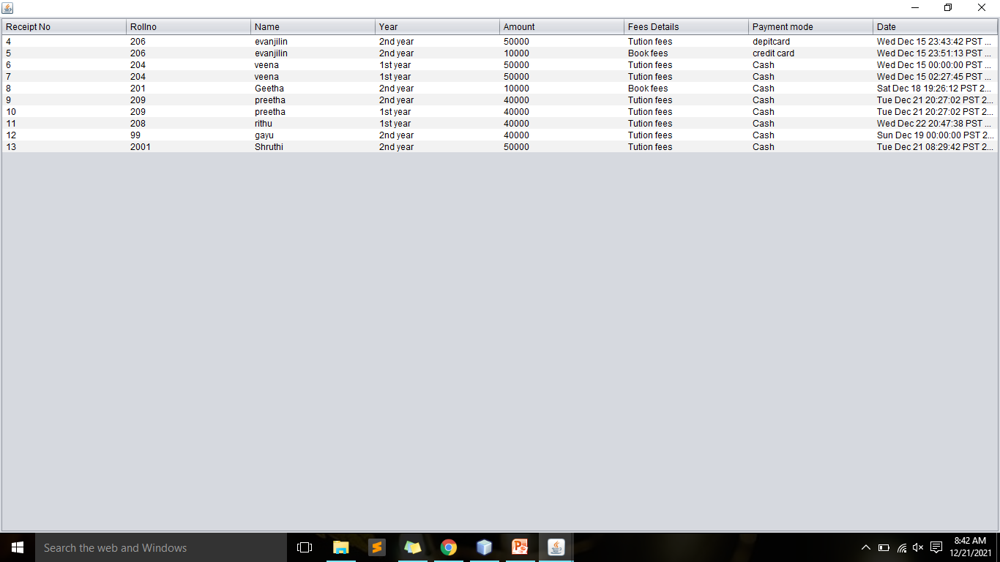 Receipt No Rollno Name Year Amount Fees Details Payment mode Date
4 206 evanjilin 2nd year 50000 Tution fees depitcard Wed Dec 15 23:43:42 PST ...
5 206 evanjilin 2nd year 10000 Book fees credit card Wed Dec 15 23:51:13 PST ...
6 204 veena 1st year 50000 Tution fees Cash Wed Dec 15 00:00:00 PST ...
7 204 veena 1st year 50000 Tution fees Cash Wed Dec 15 02:27:45 PST ...
8 201 Geetha 2nd year 10000 Book fees Cash Sat Dec 18 19:26:12 PST 2...
9 209 preetha 2nd year 40000 Tution fees Cash Tue Dec 21 20:27:02 PST 2...
10 209 preetha 1st year 40000 Tution fees Cash Tue Dec 21 20:27:02 PST 2...
11 208 rithu 1st year 40000 Tution fees Cash Wed Dec 22 20:47:38 PST ...
12 99 gayu 2nd year 40000 Tution fees Cash Sun Dec 19 00:00:00 PST 2...
13 2001 Shruthi 2nd year 50000 Tution fees Cash Tue Dec 21 08:29:42 PST 2...
Search the web and Windows
8:42 AM
12/21/2021